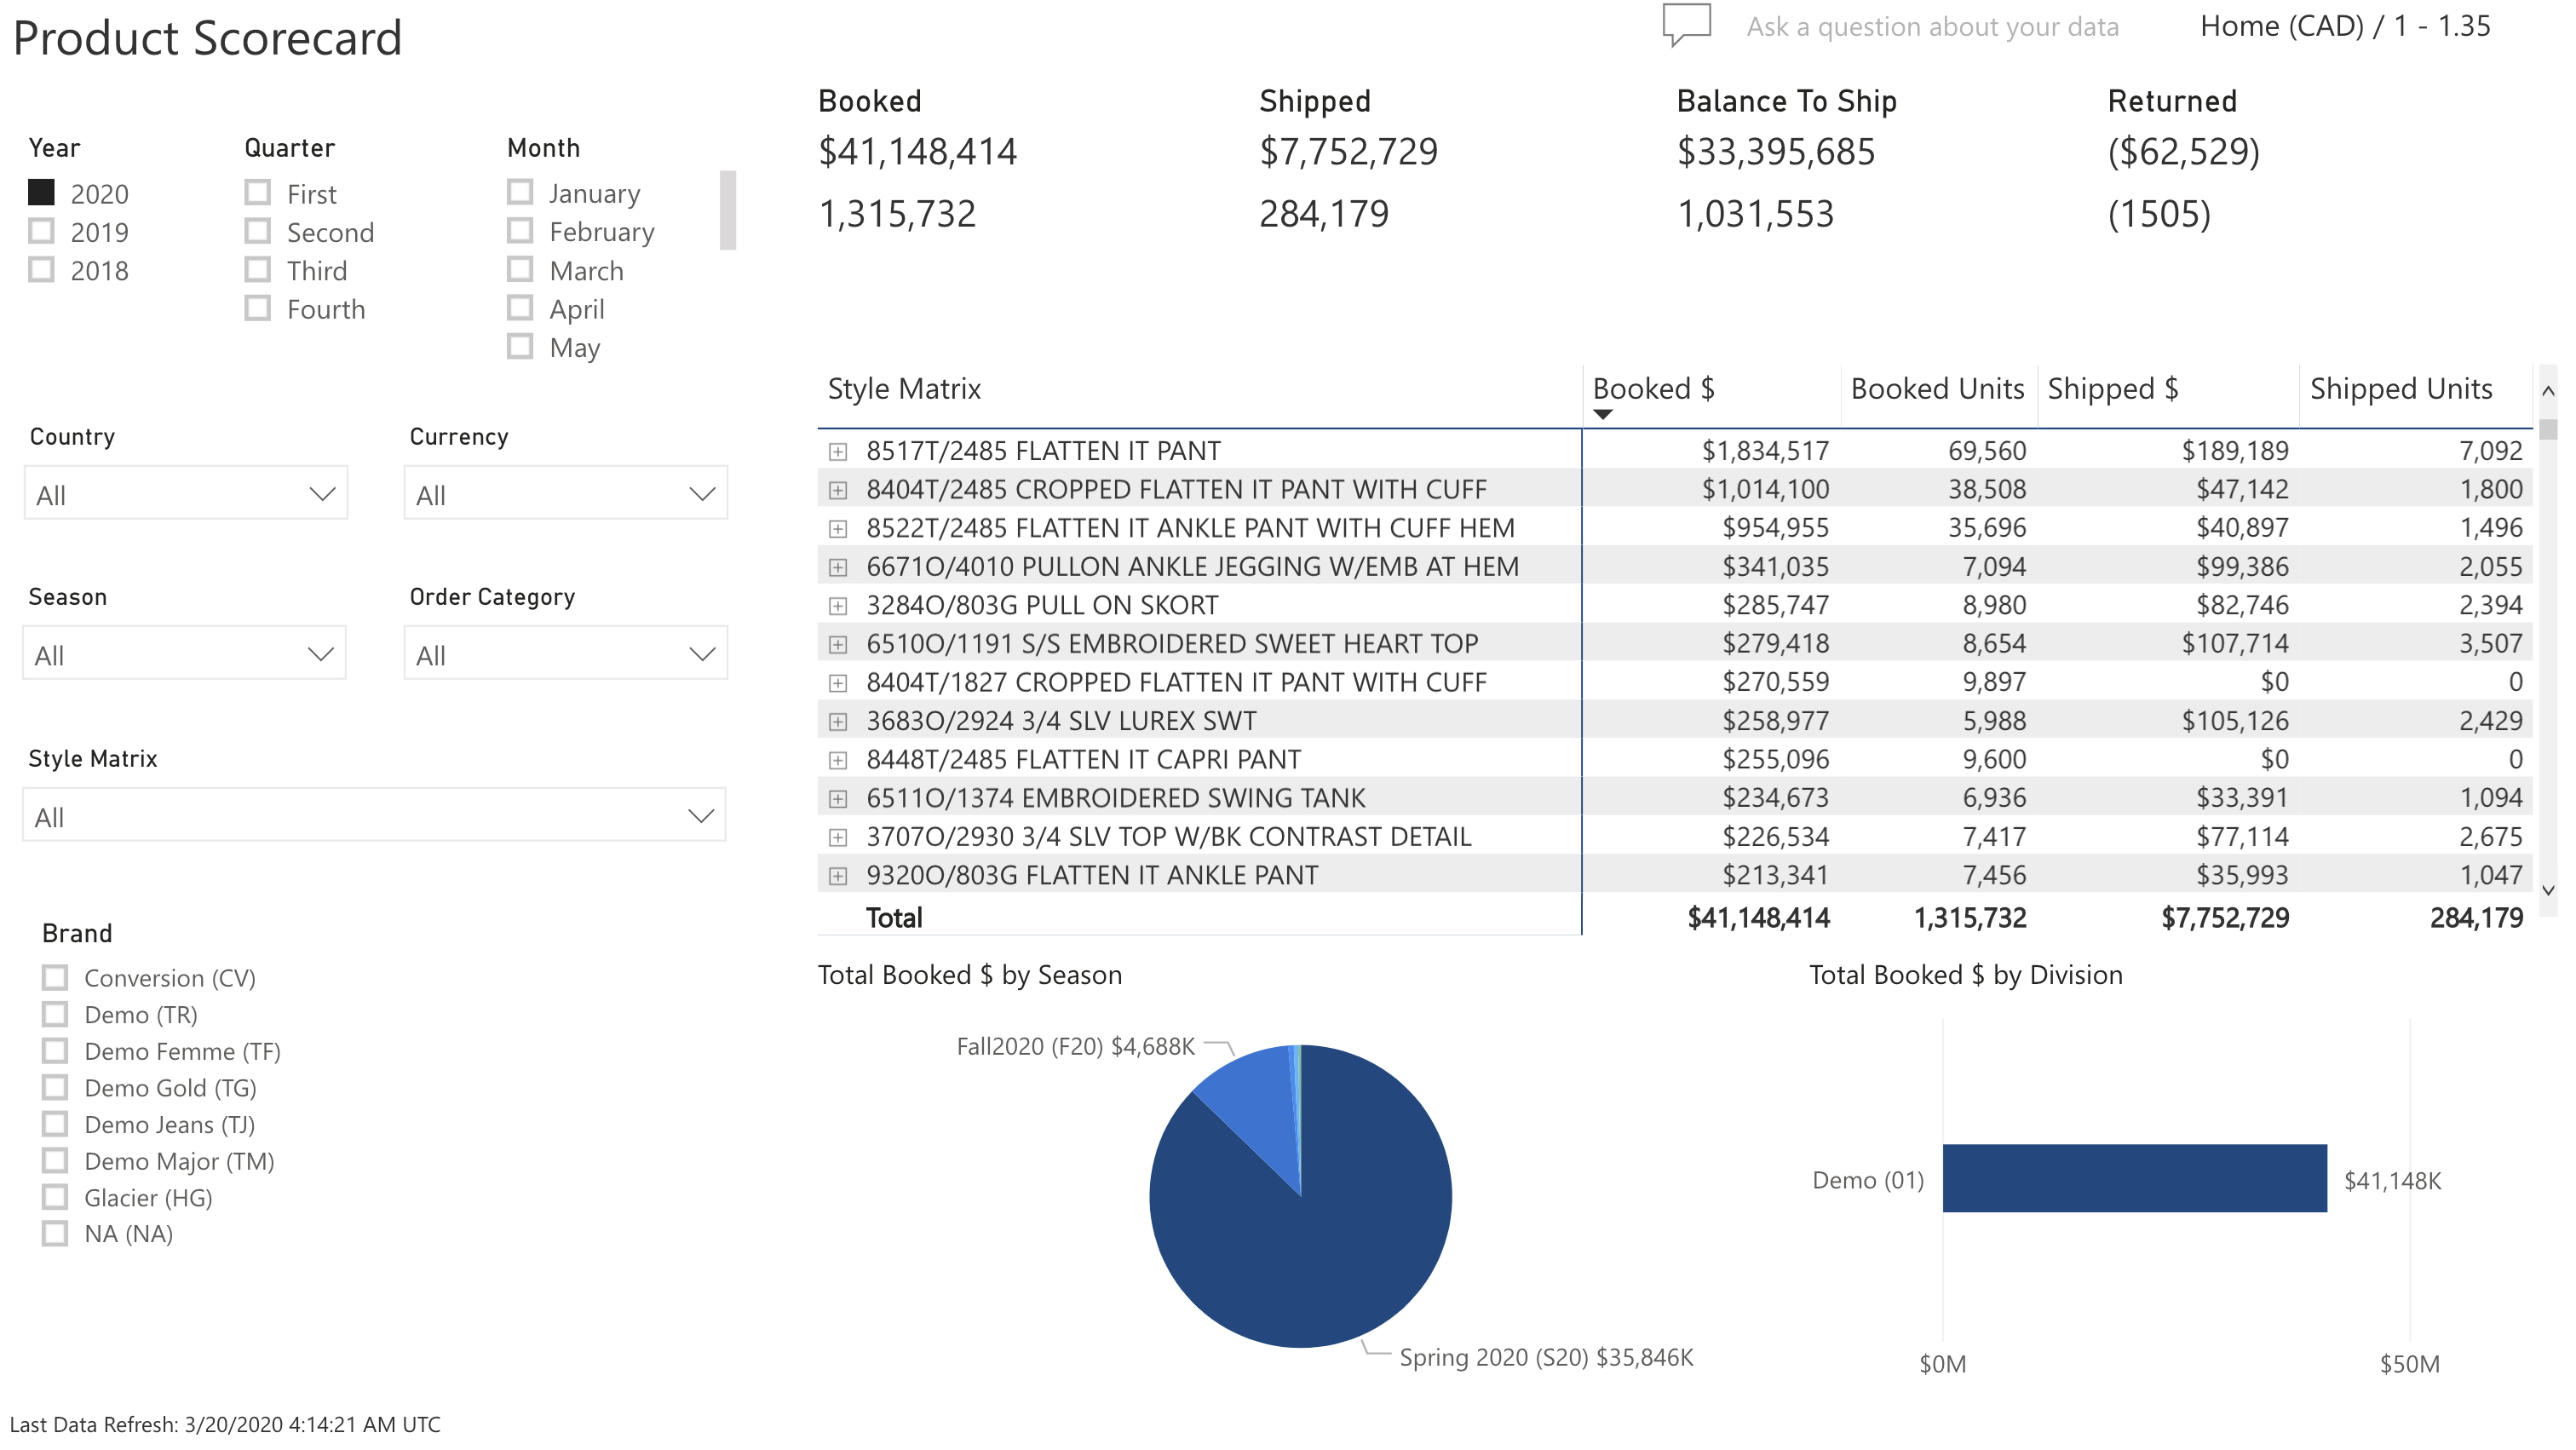 Product Scorecard
Ask a question about your data
Home (CAD) / 1 - 1.35
Booked Shipped Balance To Ship Returned
$41,148,414 $7,752,729 $33,395,685 ($62,529)
1,315,732 284,179 1,031,553 (1505)
Year Quarter Month
2020 First January
2019 Second February
2018 Third March
Fourth April
May
Country Currency
All All
Season Order Category
All All
Style Matrix
All
Brand
Conversion (CV)
Demo (TR)
Demo Femme (TF)
Demo Gold (TG)
Demo Jeans (TJ)
Demo Major (TM)
Glacier (HG)
NA (NA)
Style Matrix Booked $ Booked Units Shipped $ Shipped Units
8517T/2485 FLATTEN IT PANT $1,834,517 69,560 $189,189 7,092
8404T/2485 CROPPED FLATTEN IT PANT WITH CUFF $1,014,100 38,508 $47,142 1,800
8522T/2485 FLATTEN IT ANKLE PANT WITH CUFF HEM $954,955 35,696 $40,897 1,496
6671O/4010 PULLON ANKLE JEGGING W/EMB AT HEM $341,035 7,094 $99,386 2,055
3284O/803G PULL ON SKORT $285,747 8,980 $82,746 2,394
6510O/1191 S/S EMBROIDERED SWEET HEART TOP $279,418 8,654 $107,714 3,507
8404T/1827 CROPPED FLATTEN IT PANT WITH CUFF $270,559 9,897 $0 0
3683O/2924 3/4 SLV LUREX SWT $258,977 5,988 $105,126 2,429
8448T/2485 FLATTEN IT CAPRI PANT $255,096 9,600 $0 0
6511O/1374 EMBROIDERED SWING TANK $234,673 6,936 $33,391 1,094
3707O/2930 3/4 SLV TOP W/BK CONTRAST DETAIL $226,534 7,417 $77,114 2,675
9320O/803G FLATTEN IT ANKLE PANT $213,341 7,456 $35,993 1,047
Total $41,148,414 1,315,732 $7,752,729 284,179
Total Booked $ by Season
Fall2020 (F20) $4,688K
Spring 2020 (S20) $35,846K
Total Booked $ by Division
Demo (01) $41,148K
$0M $50M
Last Data Refresh: 3/20/2020 4:14:21 AM UTC